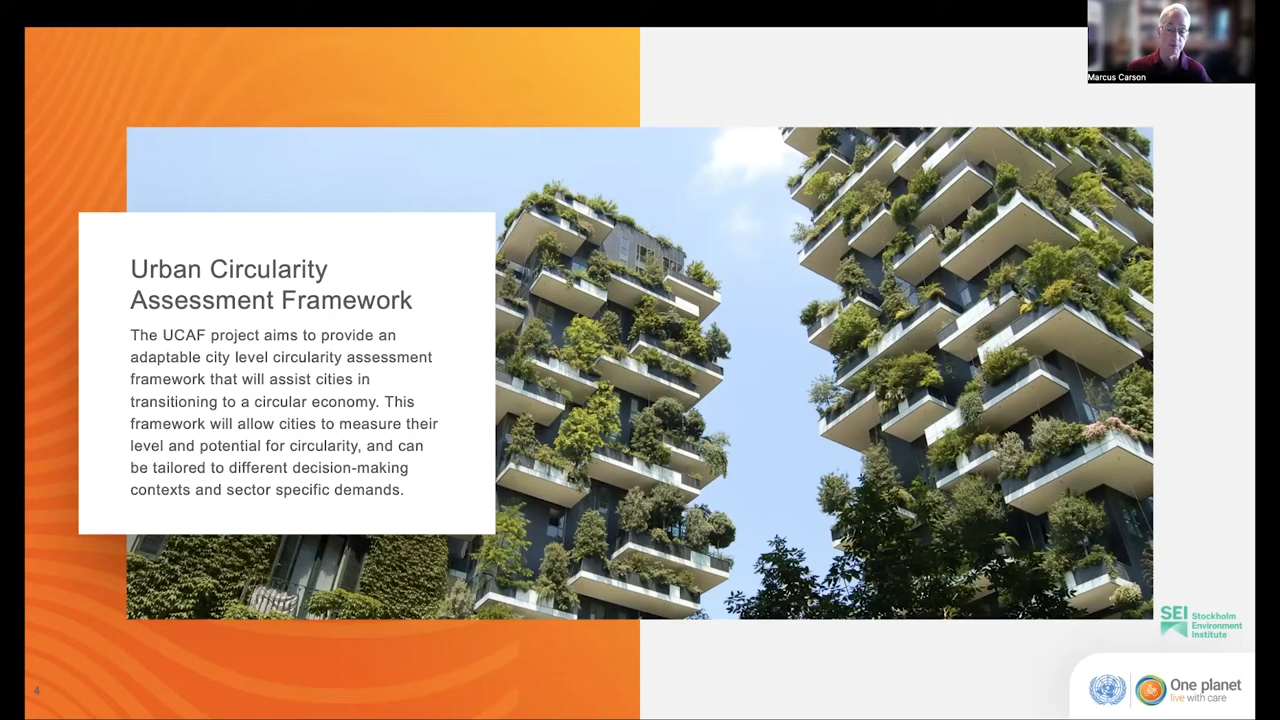 Marcus Carson
Urban Circularity
Assessment Framework
The UCAF project aims to provide an
adaptable city level circularity assessment
framework that will assist cities in
transitioning to a circular economy. This
framework will allow cities to measure their
level and potential for circularity, and can
be tailored to different decision-making
contexts and sector specific demands.
SEI
Stockholm
Environment
Institute
4
One planet
live with care